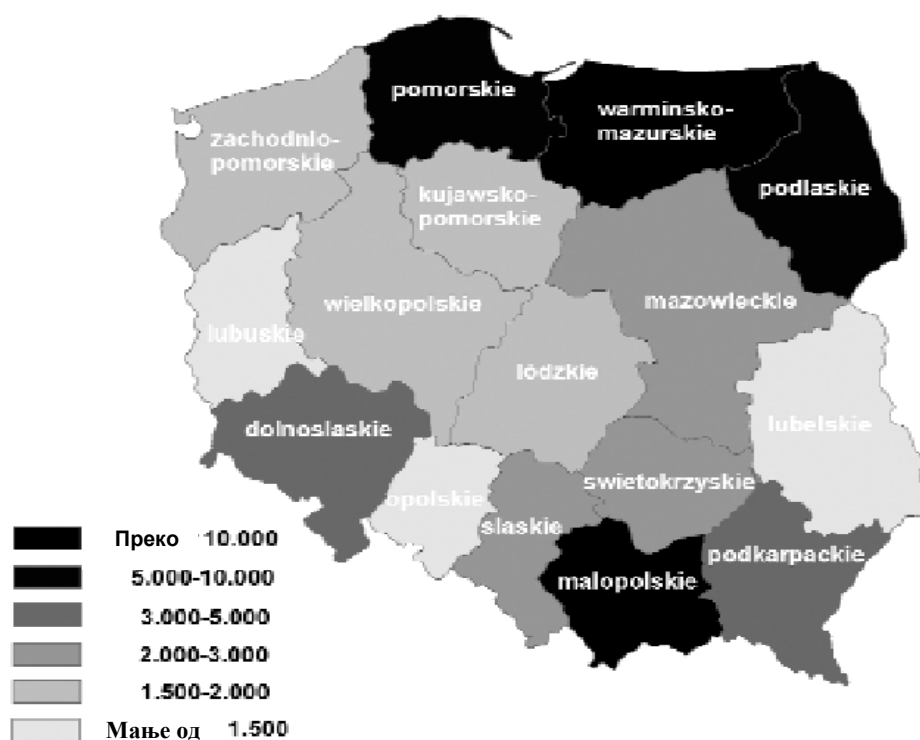 pomorskie
warminsko-
mazurskie
zachodnio-
pomorskie
podlaskie
kujawsko-
pomorskie
mazowieckie
wielkopolskie
lubuskie
lódzkie
dolnoslaskie
lubelskie
opolskie
swietokrzyskie
slaskie
podkarpackie
malopolskie
Преко 10.000
5.000-10.000
3.000-5.000
2.000-3.000
1.500-2.000
Мање од 1.500